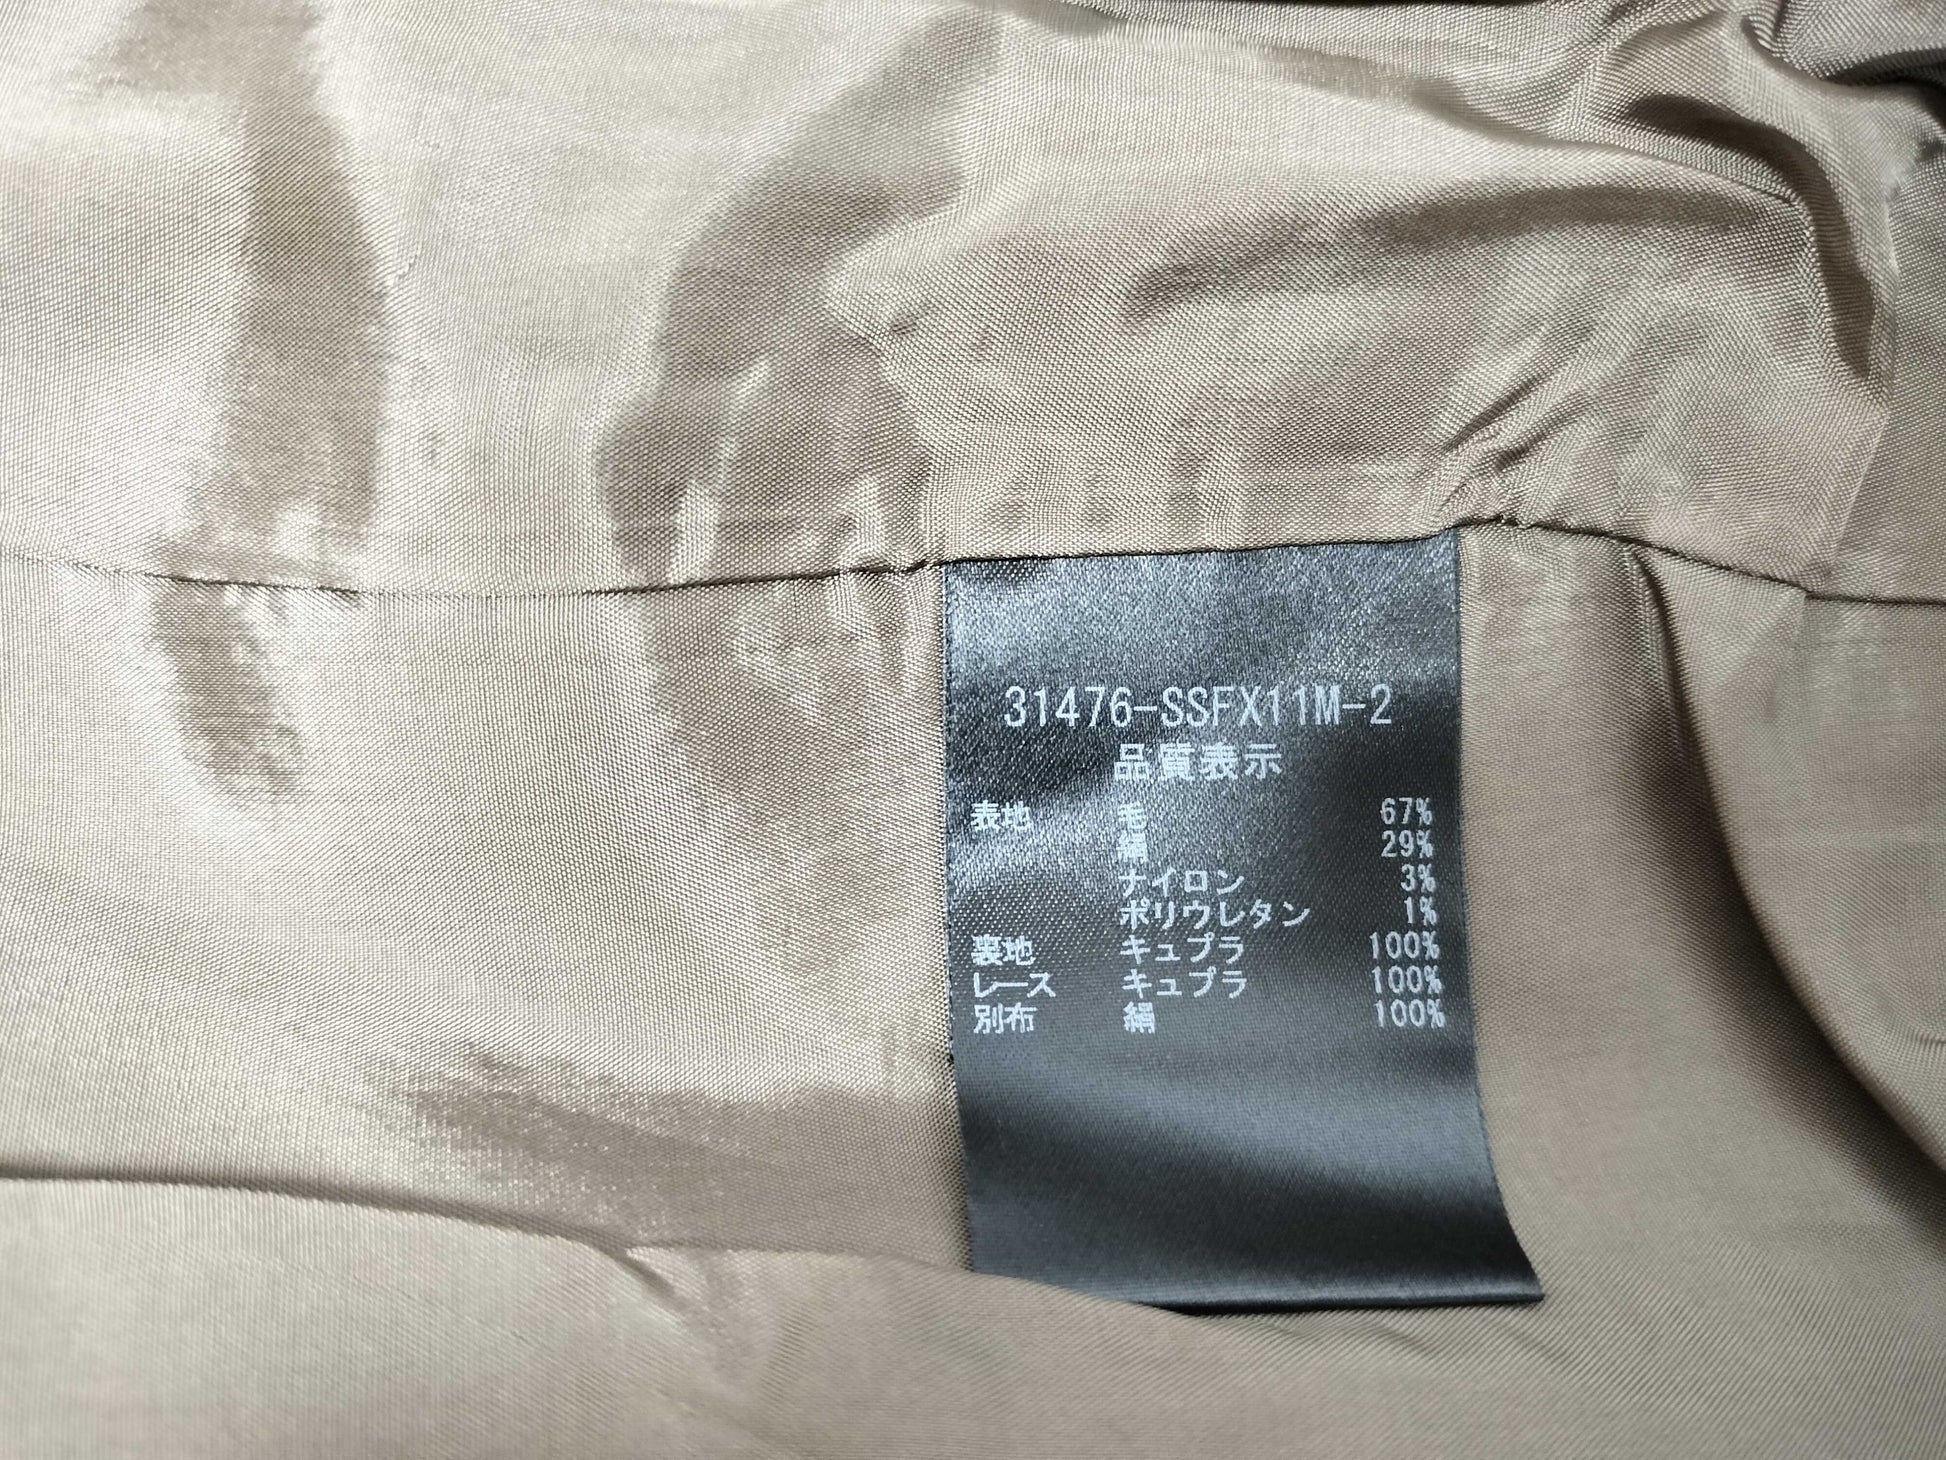 31476-SSFX11M-2
品質表示
表地 毛 67%
絹 29%
ナイロン 3%
ポリウレタン 1%
裏地 キュプラ 100%
レース キュプラ 100%
別布 絹 100%